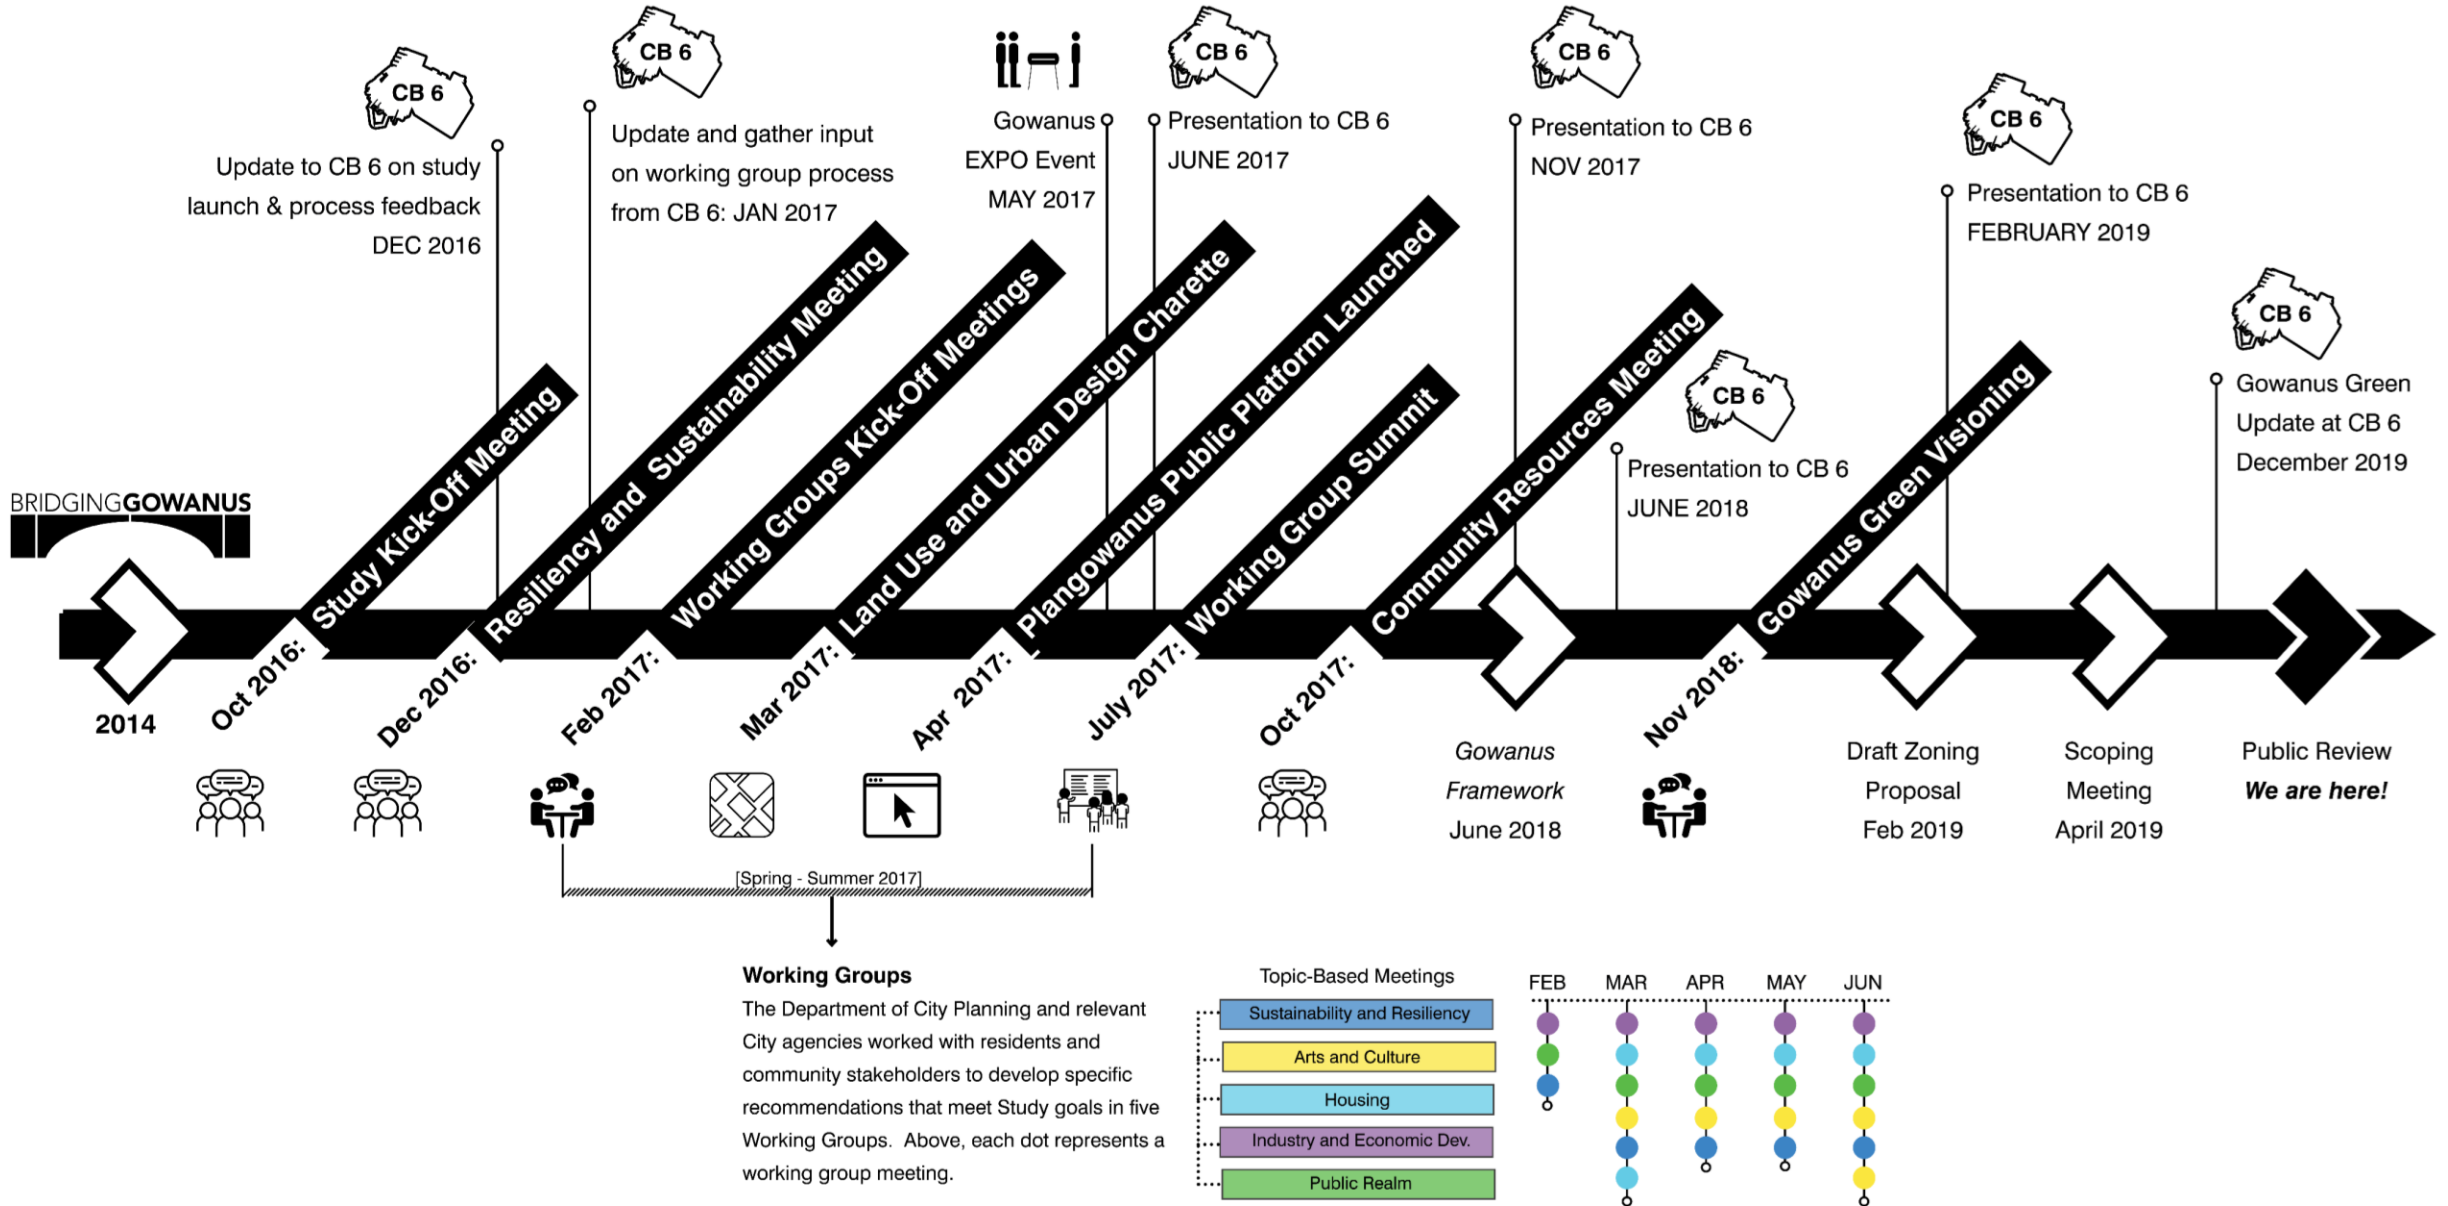 CB 6
Update to CB 6 on study
launch & process feedback
DEC 2016
CB 6
Update and gather input
on working group process
from CB 6: JAN 2017
Gowanus
EXPO Event
MAY 2017
CB 6
Presentation to CB 6
JUNE 2017
CB 6
Presentation to CB 6
NOV 2017
CB 6
Presentation to CB 6
JUNE 2018
CB 6
Presentation to CB 6
FEBRUARY 2019
CB 6
Gowanus Green
Update at CB 6
December 2019
BRIDGINGGOWANUS
2014
Oct 2016: Study Kick-Off Meeting
Dec 2016: Resiliency and Sustainability Meeting
Feb 2017: Working Groups Kick-Off Meetings
Mar 2017: Land Use and Urban Design Charette
Apr 2017: Plangowanus Public Platform Launched
July 2017: Working Group Summit
Oct 2017: Community Resources Meeting
Gowanus
Framework
June 2018
Nov 2018: Gowanus Green Visioning
Draft Zoning
Proposal
Feb 2019
Scoping
Meeting
April 2019
Public Review
We are here!
[Spring - Summer 2017]
Working Groups
The Department of City Planning and relevant
City agencies worked with residents and
community stakeholders to develop specific
recommendations that meet Study goals in five
Working Groups. Above, each dot represents a
working group meeting.
Topic-Based Meetings
Sustainability and Resiliency
Arts and Culture
Housing
Industry and Economic Dev.
Public Realm
FEB MAR APR MAY JUN